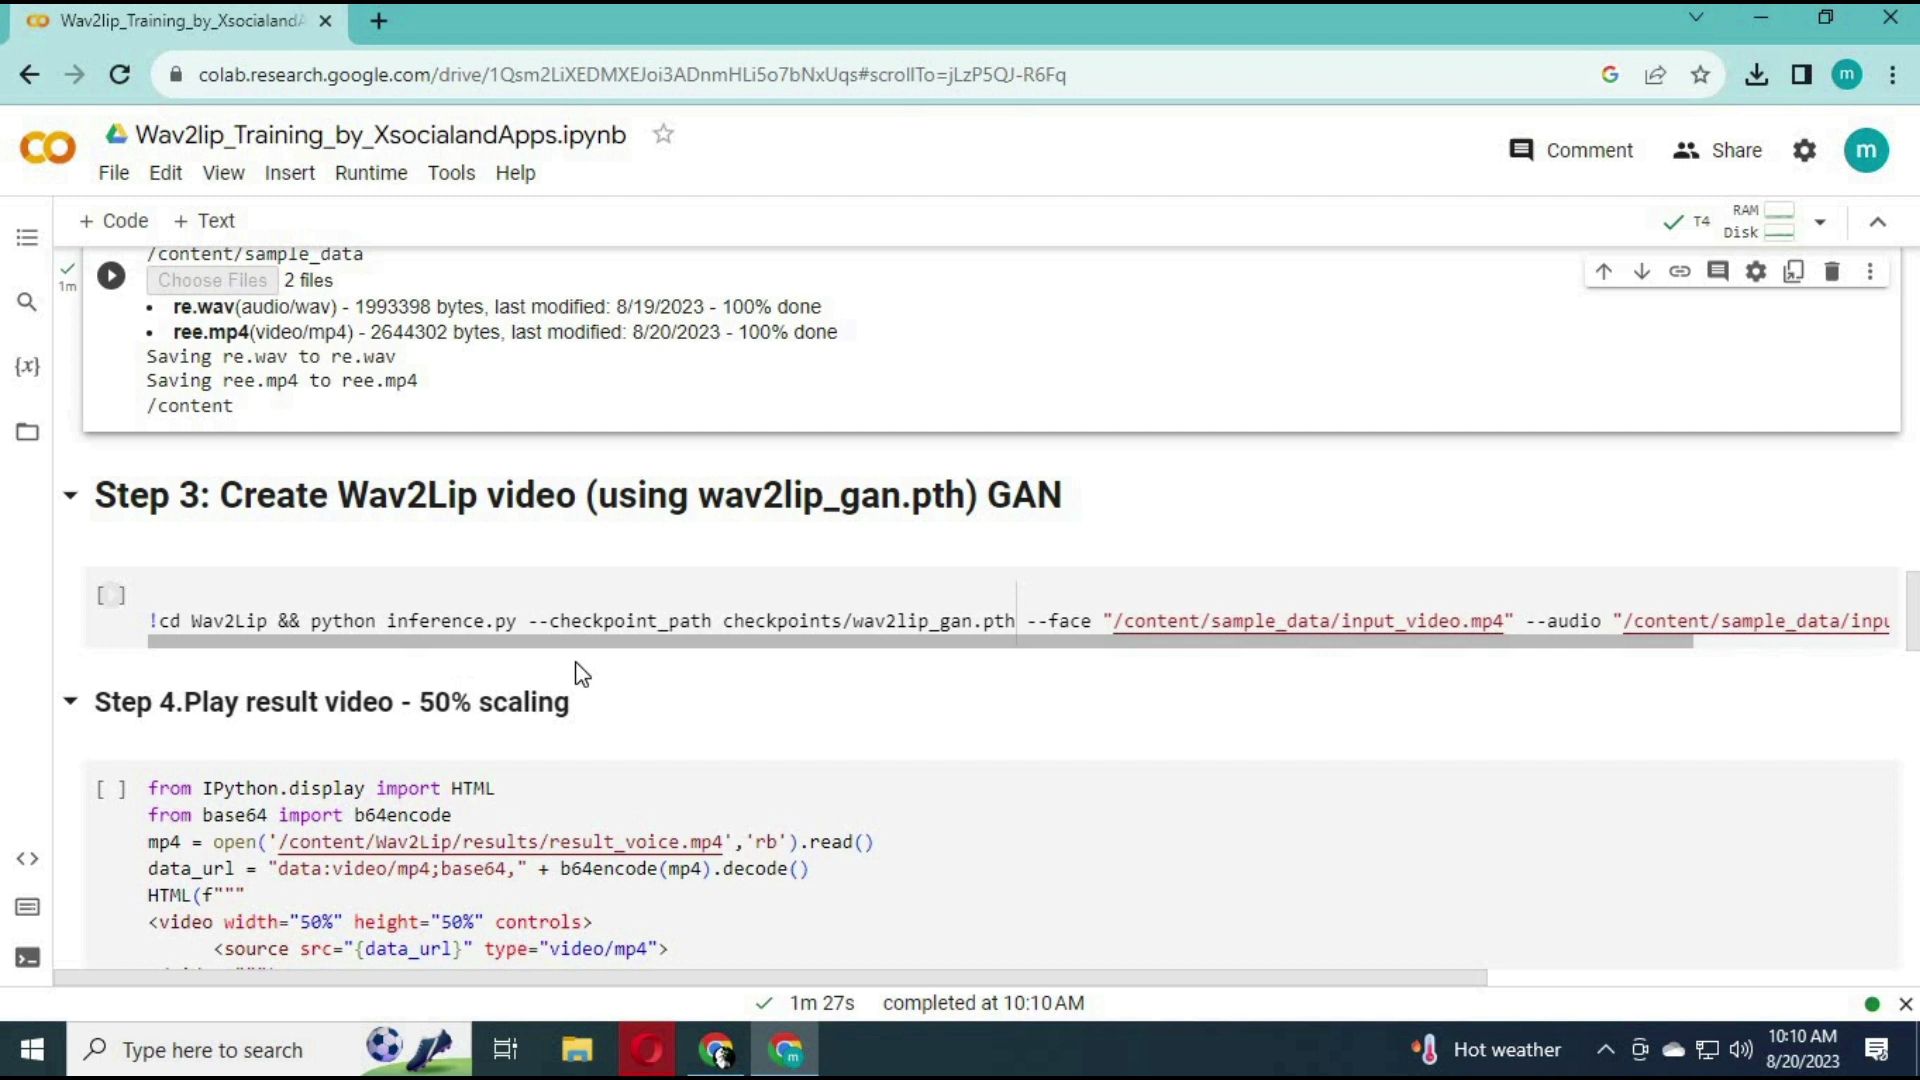 Wav2lip_Training_by_Xsocialand
colab.research.google.com/drive/1Qsm2LiXEDMXEJoi3ADnmHLi5o7bNxUqs#scrollTo=jLzP5QJ-R6Fq
m
Wav2lip_Training_by_XsocialandApps.ipynb
File Edit View Insert Runtime Tools Help
Comment Share m
+ Code + Text
T4 RAM
Disk
/content/sample_data
1m
Choose Files 2 files
• re.wav(audio/wav) - 1993398 bytes, last modified: 8/19/2023 - 100% done
• ree.mp4(video/mp4) - 2644302 bytes, last modified: 8/20/2023 - 100% done
Saving re.wav to re.wav
Saving ree.mp4 to ree.mp4
/content
{x}
Step 3: Create Wav2Lip video (using wav2lip_gan.pth) GAN
[ ]
!cd Wav2Lip && python inference.py --checkpoint_path checkpoints/wav2lip_gan.pth --face "/content/sample_data/input_video.mp4" --audio "/content/sample_data/inpu
Step 4.Play result video - 50% scaling
[ ] from IPython.display import HTML
from base64 import b64encode
mp4 = open('/content/Wav2Lip/results/result_voice.mp4','rb').read()
data_url = "data:video/mp4;base64," + b64encode(mp4).decode()
HTML(f"""
<video width="50%" height="50%" controls>
<source src="{data_url}" type="video/mp4">
1m 27s completed at 10:10 AM
Type here to search
m
Hot weather
10:10 AM
8/20/2023